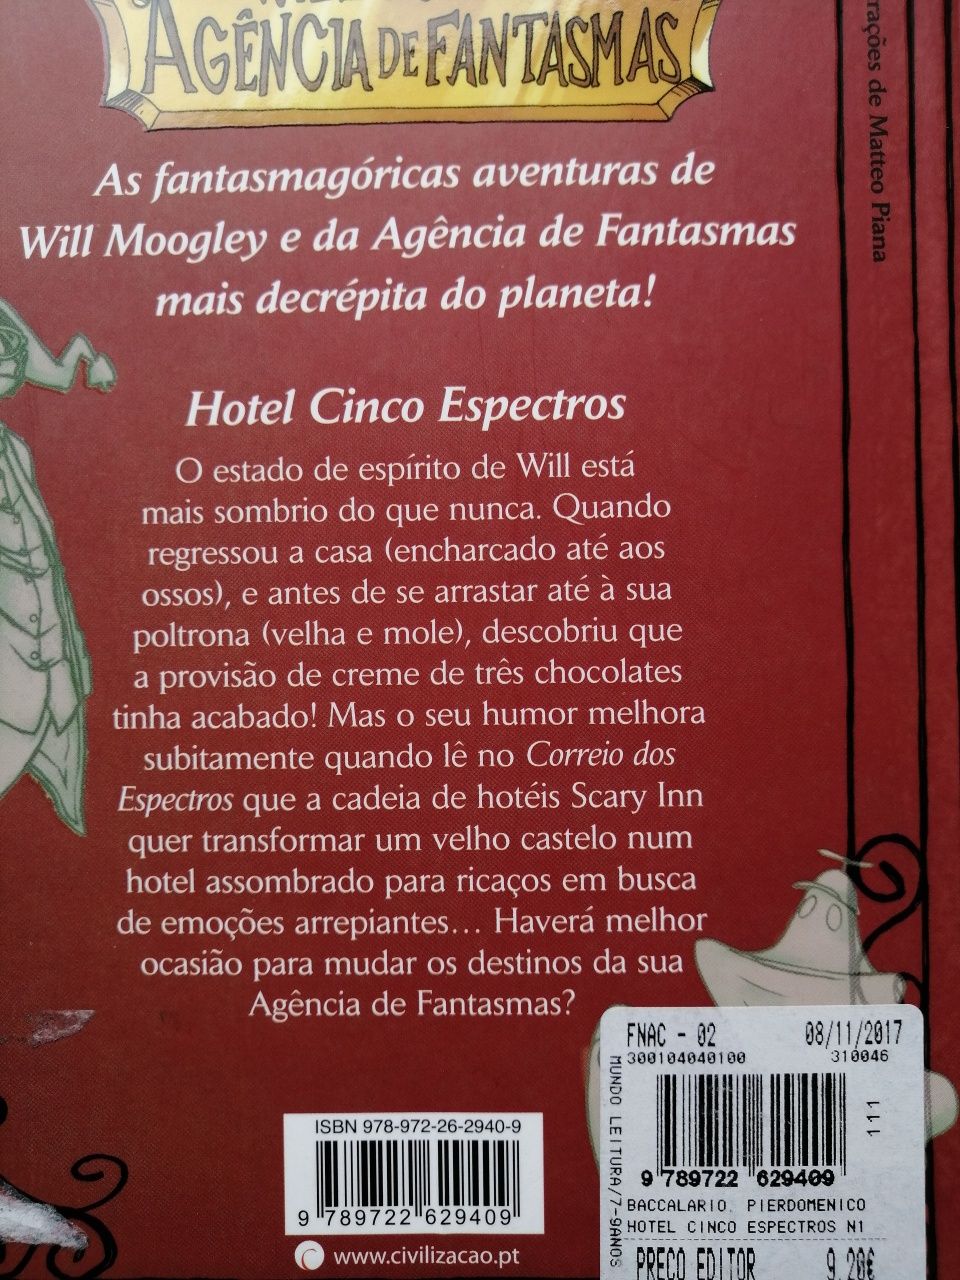 AGÊNCIA DE FANTASMAS
As fantasmagóricas aventuras de
Will Moogley e da Agência de Fantasmas
mais decrépita do planeta!
Hotel Cinco Espectros
O estado de espírito de Will está
mais sombrio do que nunca. Quando
regressou a casa (encharcado até aos
ossos), e antes de se arrastar até à sua
poltrona (velha e mole), descobriu que
a provisão de creme de três chocolates
tinha acabado! Mas o seu humor melhora
subitamente quando lê no Correio dos
Espectros que a cadeia de hotéis Scary Inn
quer transformar um velho castelo num
hotel assombrado para ricaços em busca
de emoções arrepiantes... Haverá melhor
ocasião para mudar os destinos da sua
Agência de Fantasmas?
ISBN 978-972-26-2940-9
9 789722 629409
www.civilizacao.pt
de Matteo Piana
FNAC - 02 08/11/2017
300104040100 310046
MUNDO LEITURA/7-9ANOS
111
9 789722 629409
BACCALARIO, PIERDOMENICO
HOTEL CINCO ESPECTROS N1
PREÇO EDITOR 9.20€